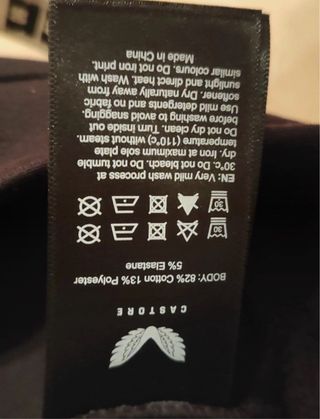 CASTORE
BODY: 82% Cotton 13% Polyester
5% Elastane
30
30
EN: Very mild wash process at
30°c. Do not bleach. Do not tumble
dry. Iron at maximum sole plate
temperature (110°c) without steam.
Do not dry clean. Turn inside out
before washing to avoid snagging.
Use mild detergents and no fabric
softener. Dry naturally away from
sunlight and direct heat. Wash with
similar colours. Do not iron print.
Made in China